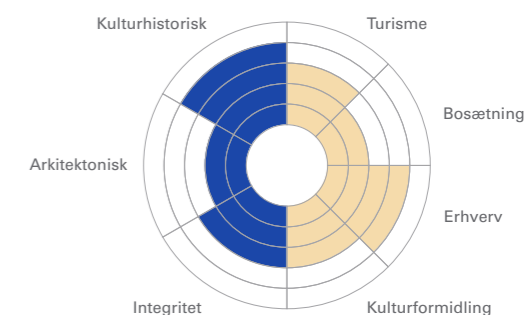 Kulturhistorisk
Turisme
Bosætning
Arkitektonisk
Erhverv
Integritet
Kulturformidling